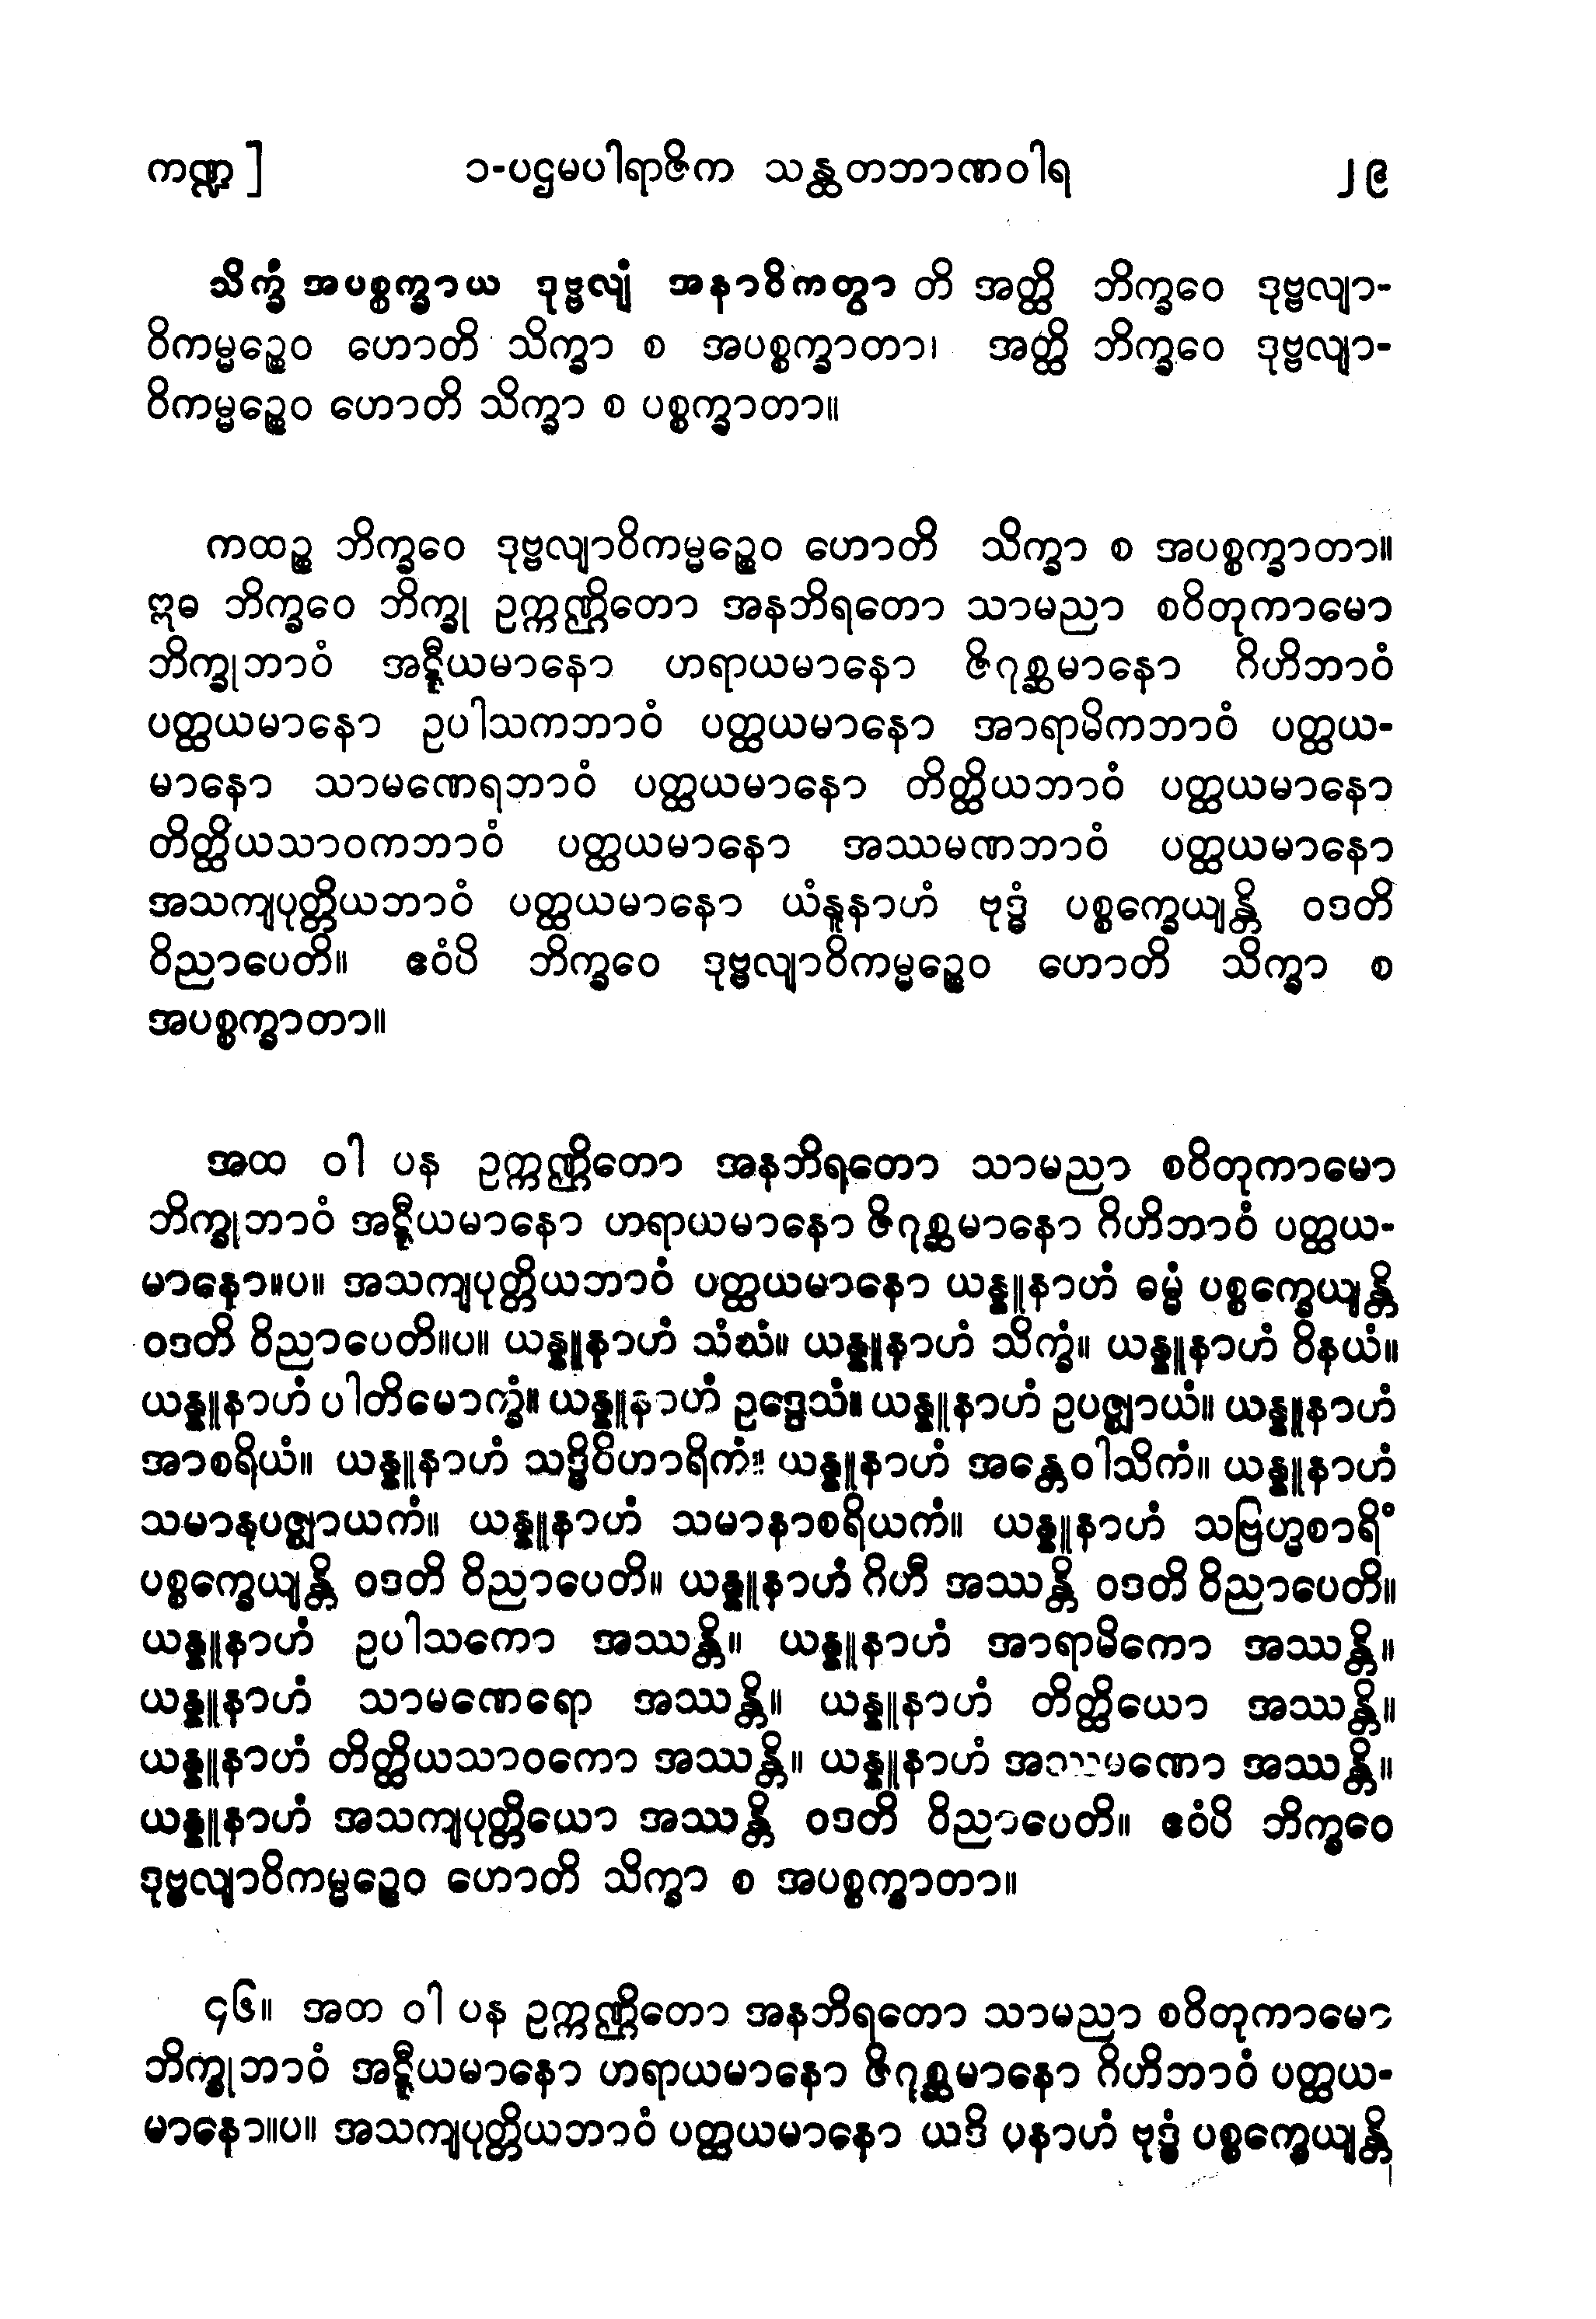 ကဏ္ဍ ] ၁-ပဌမပါရာဇိက သန္ထတဘာဏဝါရ ၂၉
သိက္ခံ အပစ္စက္ခာယ ဒုဗ္ဗလျံ အနာဝိကတွာ တိ အတ္ထိ ဘိက္ခဝေ ဒုဗ္ဗလျာ-
ဝိကမ္မဉ္စေဝ ဟောတိ သိက္ခာ စ အပစ္စက္ခာတာ၊ အတ္ထိ ဘိက္ခဝေ ဒုဗ္ဗလျာ-
ဝိကမ္မဉ္စေဝ ဟောတိ သိက္ခာ စ ပစ္စက္ခာတာ။
ကထဉ္စ ဘိက္ခဝေ ဒုဗ္ဗလျာဝိကမ္မဉ္စေဝ ဟောတိ သိက္ခာ စ အပစ္စက္ခာတာ။
ဣဓ ဘိက္ခဝေ ဘိက္ခု ဥက္ကဏ္ဌိတော အနဘိရတော သာမညာ စဝိတုကာမော
ဘိက္ခုဘာဝံ အဋ္ဋီယမာနော ဟရာယမာနော ဇိဂုစ္ဆမာနော ဂိဟိဘာဝံ
ပတ္ထယမာနော ဥပါသကဘာဝံ ပတ္ထယမာနော အာရာမိကဘာဝံ ပတ္ထယ-
မာနော သာမဏေရဘာဝံ ပတ္ထယမာနော တိတ္ထိယဘာဝံ ပတ္ထယမာနော
တိတ္ထိယသာဝကဘာဝံ ပတ္ထယမာနော အဿမဏဘာဝံ ပတ္ထယမာနော
အသကျပုတ္တိယဘာဝံ ပတ္ထယမာနော ယံနူနာဟံ ဗုဒ္ဓံ ပစ္စက္ခေယျန္တိ ဝဒတိ
ဝိညာပေတိ။ ဧဝံပိ ဘိက္ခဝေ ဒုဗ္ဗလျာဝိကမ္မဉ္စေဝ ဟောတိ သိက္ခာ စ
အပစ္စက္ခာတာ။
အထ ဝါ ပန ဥက္ကဏ္ဌိတော အနဘိရတော သာမညာ စဝိတုကာမော
ဘိက္ခုဘာဝံ အဋ္ဋီယမာနော ဟရာယမာနော ဇိဂုစ္ဆမာနော ဂိဟိဘာဝံ ပတ္ထယ-
မာနော။ပ။ အသကျပုတ္တိယဘာဝံ ပတ္ထယမာနော ယန္နူနာဟံ ဓမ္မံ ပစ္စက္ခေယျန္တိ
ဝဒတိ ဝိညာပေတိ။ပ။ ယန္နူနာဟံ သံဃံ။ ယန္နူနာဟံ သိက္ခံ။ ယန္နူနာဟံ ဝိနယံ။
ယန္နူနာဟံ ပါတိမောက္ခံ။ ယန္နူနာဟံ ဥဒ္ဒေသံ။ ယန္နူနာဟံ ဥပဇ္ဈာယံ။ ယန္နူနာဟံ
အာစရိယံ။ ယန္နူနာဟံ သဒ္ဓိဝိဟာရိကံ။ ယန္နူနာဟံ အန္တေဝါသိကံ။ ယန္နူနာဟံ
သမာနုပဇ္ဈာယကံ။ ယန္နူနာဟံ သမာနာစရိယကံ။ ယန္နူနာဟံ သဗြဟ္မစာရိံ
ပစ္စက္ခေယျန္တိ ဝဒတိ ဝိညာပေတိ။ ယန္နူနာဟံ ဂိဟီ အဿန္တိ ဝဒတိ ဝိညာပေတိ။
ယန္နူနာဟံ ဥပါသကော အဿန္တိ။ ယန္နူနာဟံ အာရာမိကော အဿန္တိ။
ယန္နူနာဟံ သာမဏေရော အဿန္တိ။ ယန္နူနာဟံ တိတ္ထိယော အဿန္တိ။
ယန္နူနာဟံ တိတ္ထိယသာဝကော အဿန္တိ။ ယန္နူနာဟံ အဿမဏော အဿန္တိ။
ယန္နူနာဟံ အသကျပုတ္တိယော အဿန္တိ ဝဒတိ ဝိညာပေတိ။ ဧဝံပိ ဘိက္ခဝေ
ဒုဗ္ဗလျာဝိကမ္မဉ္စေဝ ဟောတိ သိက္ခာ စ အပစ္စက္ခာတာ။
၄၆။ အထ ဝါ ပန ဥက္ကဏ္ဌိတော အနဘိရတော သာမညာ စဝိတုကာမော
ဘိက္ခုဘာဝံ အဋ္ဋီယမာနော ဟရာယမာနော ဇိဂုစ္ဆမာနော ဂိဟိဘာဝံ ပတ္ထယ-
မာနော။ပ။ အသကျပုတ္တိယဘာဝံ ပတ္ထယမာနော ယဒိ ပနာဟံ ဗုဒ္ဓံ ပစ္စက္ခေယျန္တိ